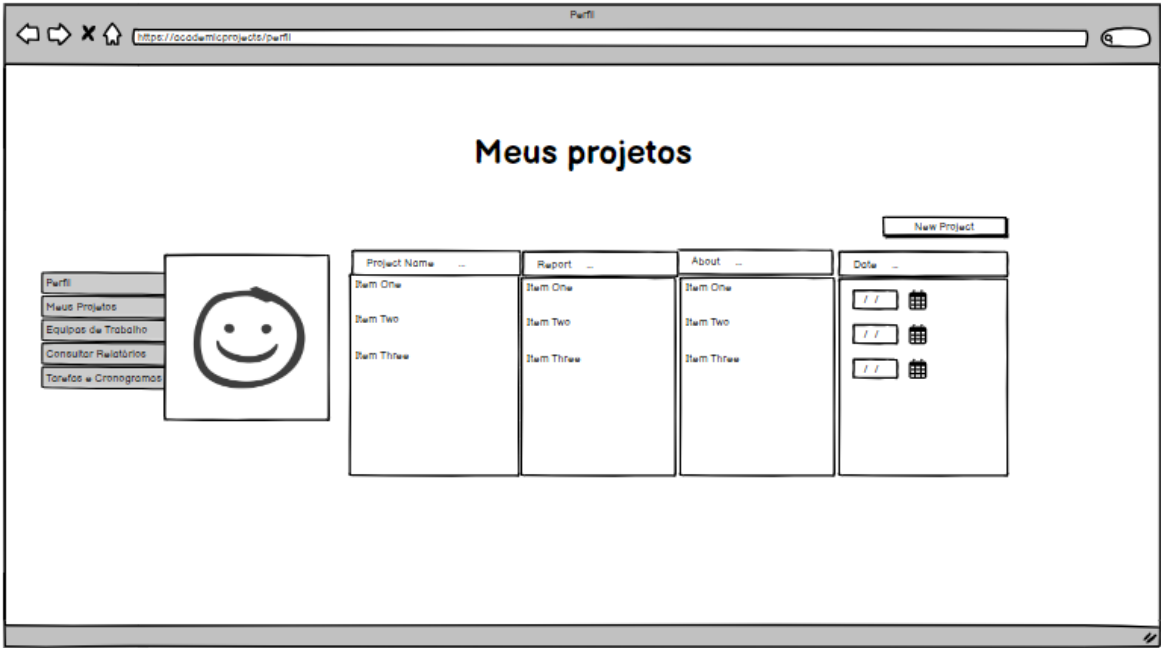 Perfil
https://academicprojects/perfil
Meus projetos
New Project
Perfil
Meus Projetos
Equipas de Trabalho
Consultar Relatórios
Tarefas e Cronogramas
Project Name ... Report ... About ... Date ...
Item One Item One Item One / /
Item Two Item Two Item Two / /
Item Three Item Three Item Three / /